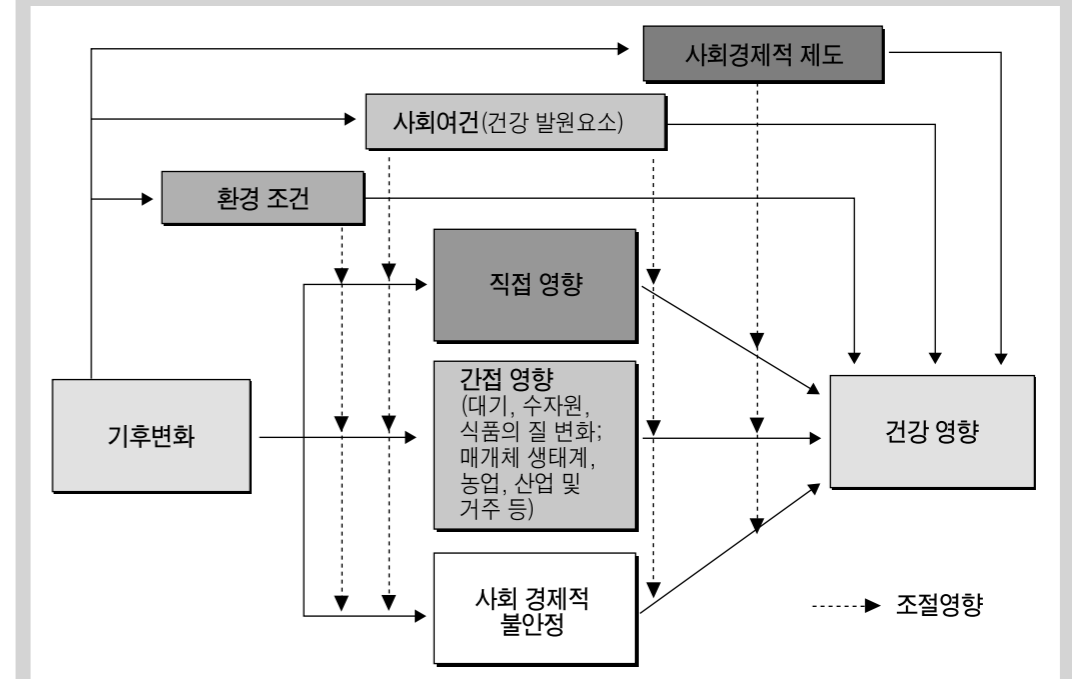 사회경제적 제도
사회여건(건강 발원요소)
환경 조건
직접 영향
간접 영향
(대기, 수자원,
식품의 질 변화;
매개체 생태계,
농업, 산업 및
거주 등)
기후변화
건강 영향
사회 경제적
불안정
조절영향